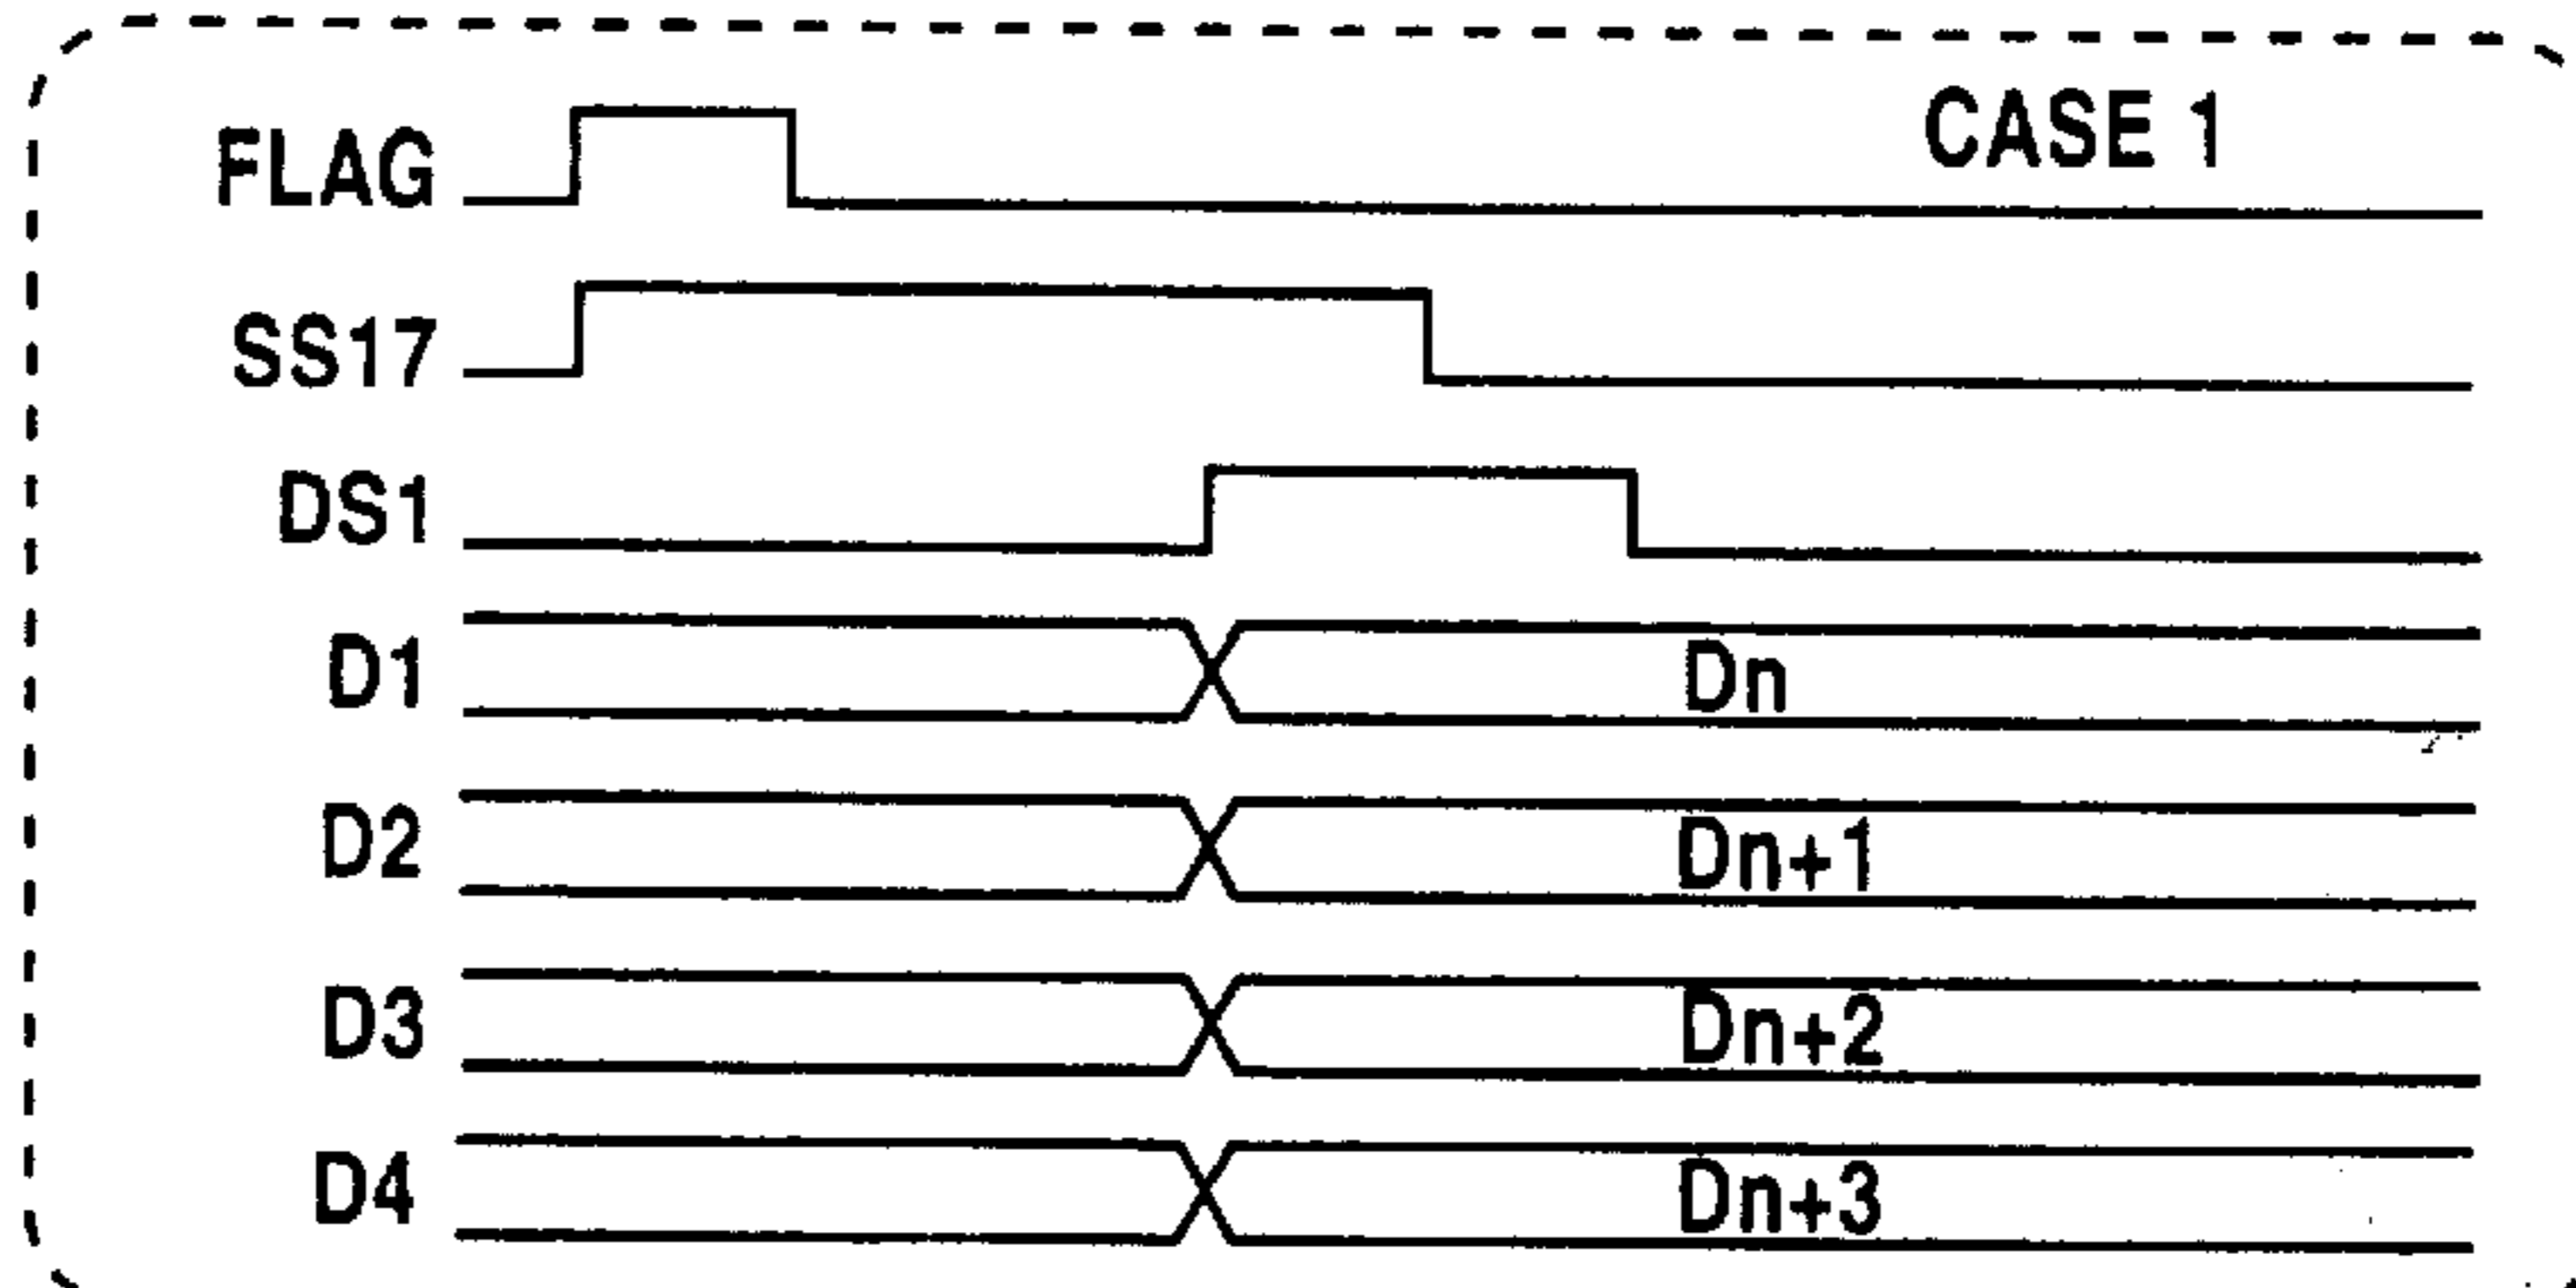 CASE 1
FLAG
SS17
DS1
D1 Dn
D2 Dn+1
D3 Dn+2
D4 Dn+3